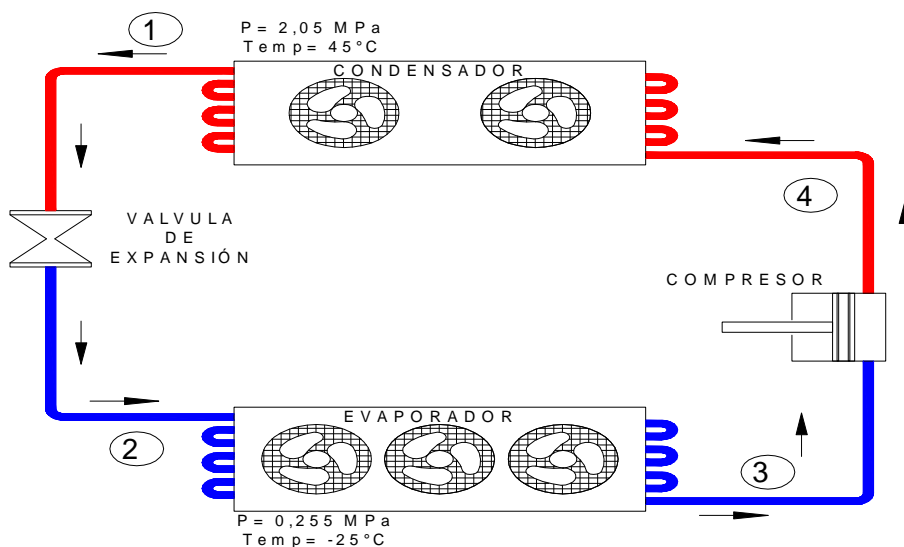 1
P= 2,05 MPa
Temp= 45°C
CONDENSADOR
4
VALVULA
DE
EXPANSIÓN
COMPRESOR
EVAPORADOR
2
3
P= 0,255 MPa
Temp= -25°C